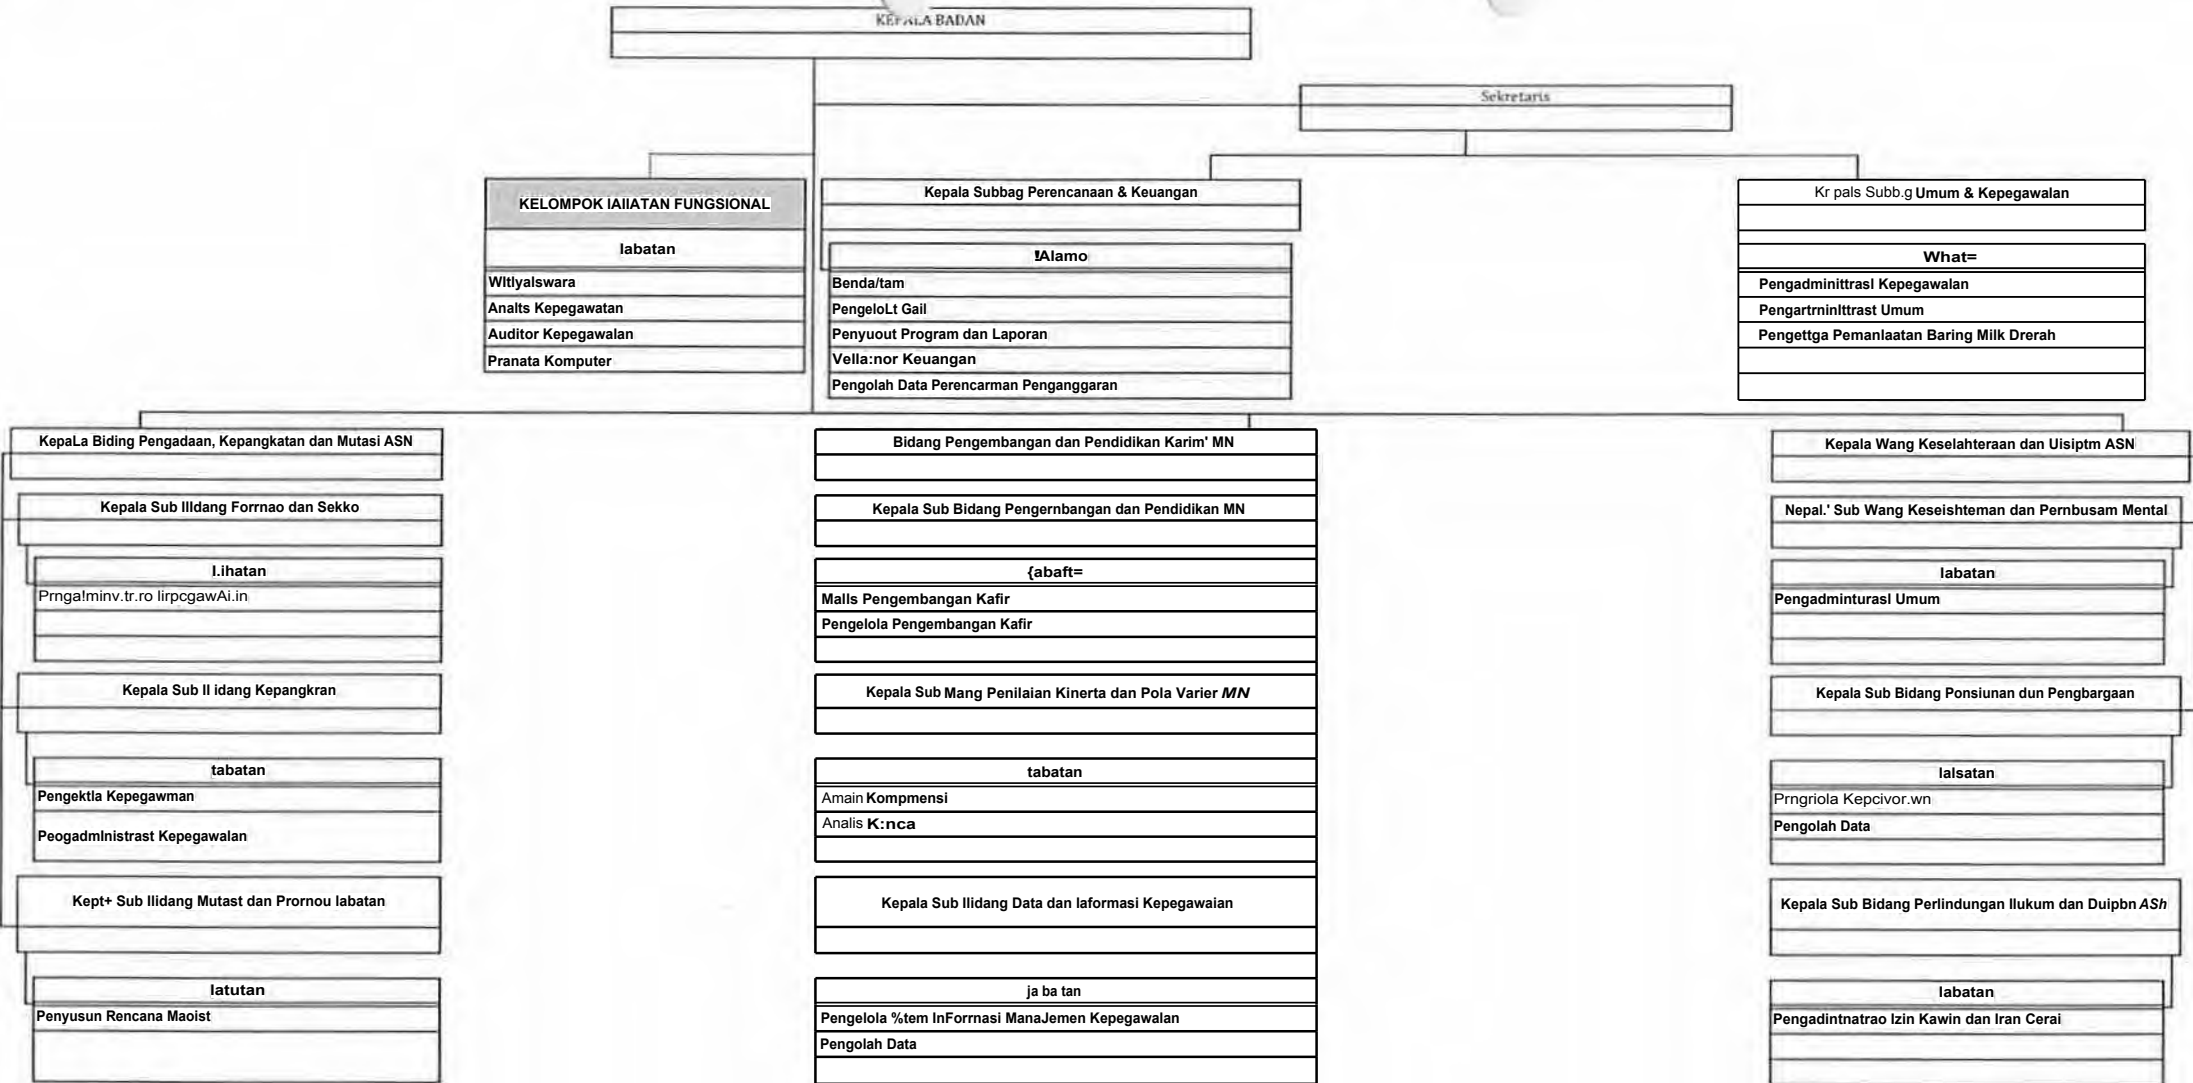 KEPALA BADAN
Sekretaris
KELOMPOK IAIIATAN FUNGSIONAL
Iabatan
WItlyaIswara
Analts Kepegawatan
Auditor Kepegawalan
Pranata Komputer
Kepala Subbag Perencanaan & Keuangan
!Alamo
Benda/tam
PengeloLt Gail
Penyuout Program dan Laporan
Vella:nor Keuangan
Pengolah Data Perencarman Penganggaran
Kr pals Subb.g Umum & Kepegawalan
What=
Pengadminittrasl Kepegawalan
PengartrninIttrast Umum
Pengettga Pemanlaatan Baring Milk Drerah
KepaLa Biding Pengadaan, Kepangkatan dan Mutasi ASN
Kepala Sub IIIdang Forrnao dan Sekko
I.ihatan
Prnga!minv.tr.ro lirpcgawAi.in
Kepala Sub II idang Kepangkran
tabatan
Pengektla Kepegawman
PeogadmInistrast Kepegawalan
Kept+ Sub Ilidang Mutast dan Prornou labatan
latutan
Penyusun Rencana Maoist
Bidang Pengembangan dan Pendidikan Karim' MN
Kepala Sub Bidang Pengernbangan dan Pendidikan MN
{abaft=
Malls Pengembangan Kafir
Pengelola Pengembangan Kafir
Kepala Sub Mang Penilaian Kinerta dan Pola Varier MN
tabatan
Amain Kompmensi
Analis K:nca
Kepala Sub Ilidang Data dan laformasi Kepegawaian
ja ba tan
Pengelola %tem InForrnasi ManaJemen Kepegawalan
Pengolah Data
Kepala Wang Keselahteraan dan Uisiptm ASN
Nepal.' Sub Wang Keseishteman dan Pernbusam Mental
labatan
Pengadminturasl Umum
Kepala Sub Bidang Ponsiunan dun Pengbargaan
lalsatan
Prngriola Kepcivor.wn
Pengolah Data
Kepala Sub Bidang Perlindungan Ilukum dan Duipbn ASh
labatan
Pengadintnatrao Izin Kawin dan Iran Cerai